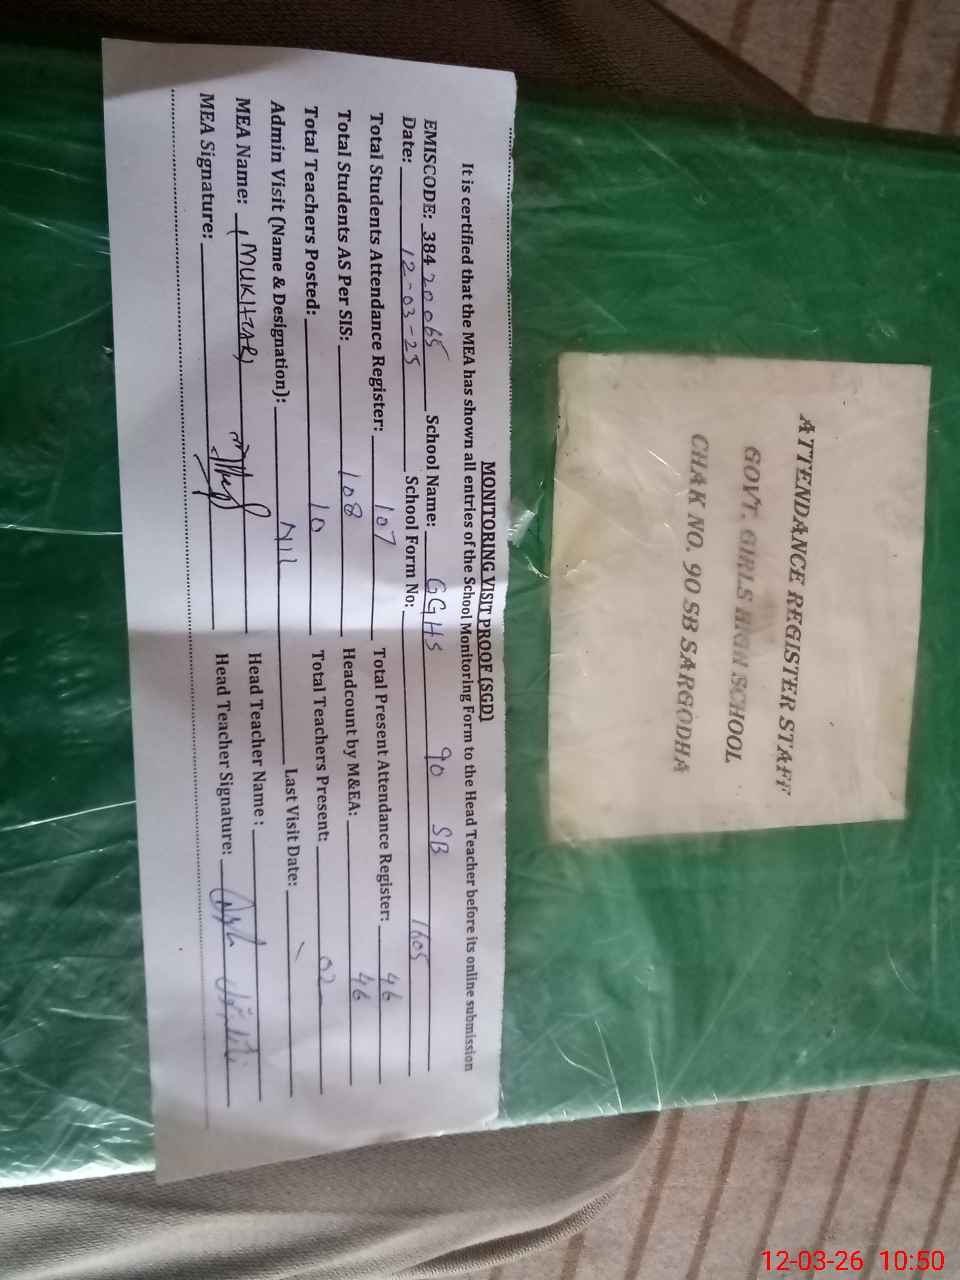 ATTENDANCE REGISTER STAFF
GOVT. GIRLS HIGH SCHOOL
CHAK NO. 90 SB SARGODHA
MONITORING VISIT PROOF (SGD)
It is certified that the MEA has shown all entries of the School Monitoring Form to the Head Teacher before its online submission
EMISCODE: 38420065 School Name: GGHS 90 SB
Date: 12-03-25 School Form No: 1605
Total Students Attendance Register: 107 Total Present Attendance Register: 46
Total Students AS Per SIS: 108 Headcount by M&EA: 46
Total Teachers Posted: 10 Total Teachers Present: 02
Admin Visit (Name & Designation): Nil Last Visit Date:
MEA Name: (MUKHTAR) Head Teacher Name :
MEA Signature: Head Teacher Signature:
12-03-26 10:50